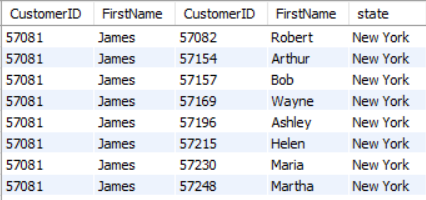 CustomerID FirstName CustomerID FirstName state
57081 James 57082 Robert New York
57081 James 57154 Arthur New York
57081 James 57157 Bob New York
57081 James 57169 Wayne New York
57081 James 57196 Ashley New York
57081 James 57215 Helen New York
57081 James 57230 Maria New York
57081 James 57248 Martha New York